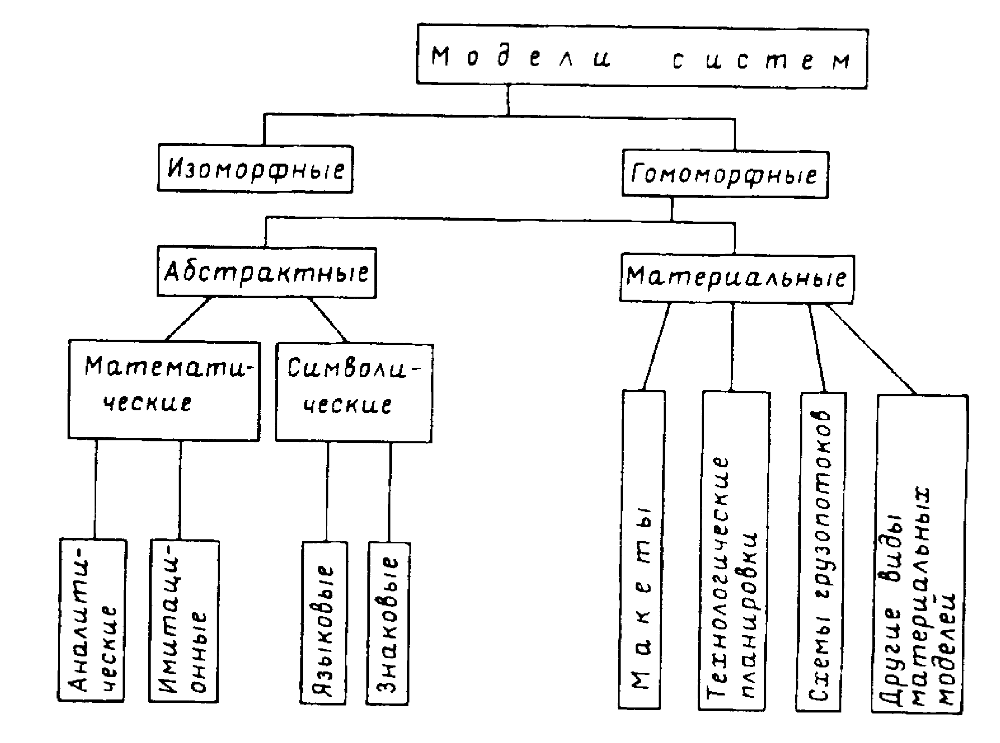 Модели систем
Изоморфные
Гомоморфные
Абстрактные
Материальные
Математи-
ческие
Символи-
ческие
Аналити-
ческие
Имитаци-
онные
Языковые
Знаковые
Макеты
Технологические
планировки
Схемы грузопотоков
Другие виды
материальных
моделей